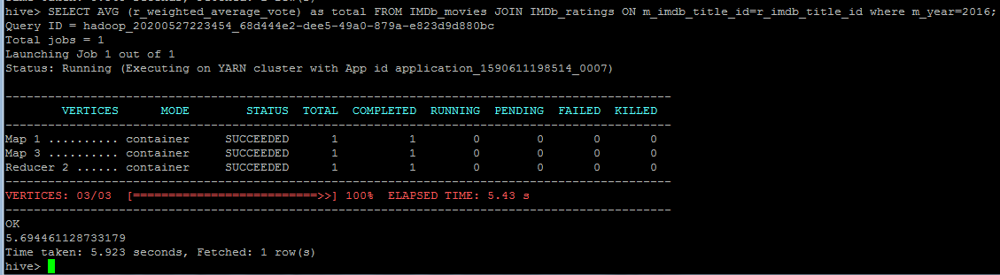 hive> SELECT AVG (r_weighted_average_vote) as total FROM IMDb_movies JOIN IMDb_ratings ON m_imdb_title_id=r_imdb_title_id where m_year=2016;
Query ID = hadoop_20200527223454_68d444e2-dee5-49a0-879a-e823d9d880bc
Total jobs = 1
Launching Job 1 out of 1
Status: Running (Executing on YARN cluster with App id application_1590611198514_0007)
----------------------------------------------------------------------------------------------
VERTICES MODE STATUS TOTAL COMPLETED RUNNING PENDING FAILED KILLED
----------------------------------------------------------------------------------------------
Map 1 .......... container SUCCEEDED 1 1 0 0 0 0
Map 3 .......... container SUCCEEDED 1 1 0 0 0 0
Reducer 2 ...... container SUCCEEDED 1 1 0 0 0 0
----------------------------------------------------------------------------------------------
VERTICES: 03/03 [==========================>>] 100% ELAPSED TIME: 5.43 s
----------------------------------------------------------------------------------------------
OK
5.694461128733179
Time taken: 5.923 seconds, Fetched: 1 row(s)
hive>